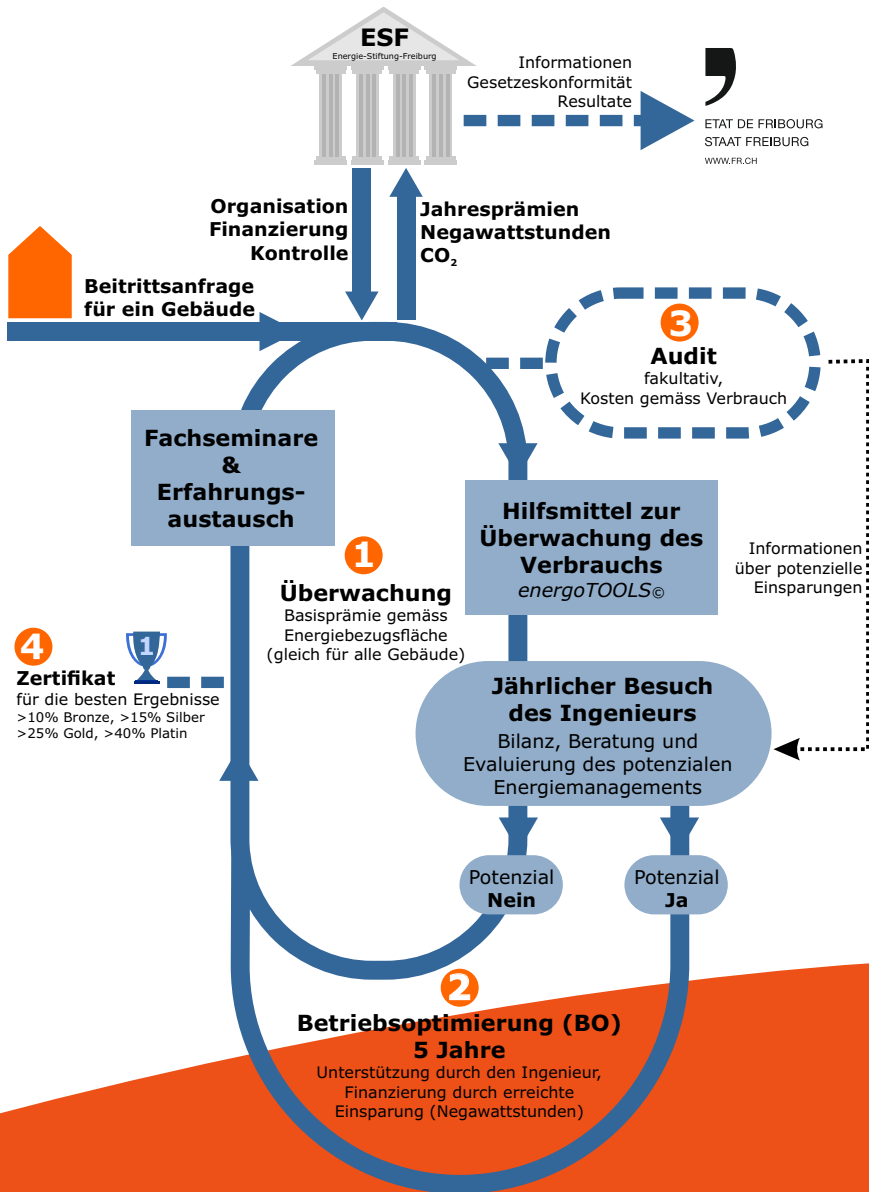 ESF
Energie-Stiftung-Freiburg
Informationen
Gesetzeskonformität
Resultate
ETAT DE FRIBOURG
STAAT FREIBURG
WWW.FR.CH
Organisation
Finanzierung
Kontrolle
Jahresprämien
Negawattstunden
CO₂
Beitrittsanfrage
für ein Gebäude
3
Audit
fakultativ,
Kosten gemäss Verbrauch
Fachseminare
&
Erfahrungs-
austausch
Hilfsmittel zur
Überwachung des
Verbrauchs
energoTOOLS©
Informationen
über potenzielle
Einsparungen
1
Überwachung
Basisprämie gemäss
Energiebezugsfläche
(gleich für alle Gebäude)
4
1
Zertifikat
für die besten Ergebnisse
>10% Bronze, >15% Silber
>25% Gold, >40% Platin
Jährlicher Besuch
des Ingenieurs
Bilanz, Beratung und
Evaluierung des potenzialen
Energiemanagements
Potenzial
Nein
Potenzial
Ja
2
Betriebsoptimierung (BO)
5 Jahre
Unterstützung durch den Ingenieur,
Finanzierung durch erreichte
Einsparung (Negawattstunden)